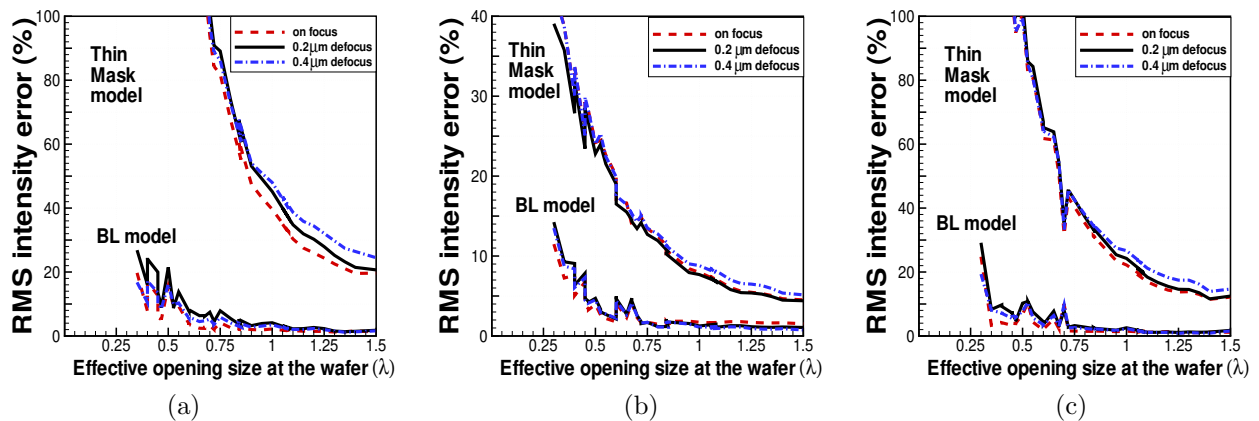 RMS intensity error (%)
100
80
60
40
20
0
Thin
Mask
model
BL model
on focus
0.2 μm defocus
0.4 μm defocus
0.25 0.5 0.75 1 1.25 1.5
Effective opening size at the wafer (λ)
(a)
RMS intensity error (%)
40
30
20
10
0
Thin
Mask
model
BL model
on focus
0.2 μm defocus
0.4 μm defocus
0.25 0.5 0.75 1 1.25 1.5
Effective opening size at the wafer (λ)
(b)
RMS intensity error (%)
100
80
60
40
20
0
Thin
Mask
model
BL model
on focus
0.2 μm defocus
0.4 μm defocus
0.25 0.5 0.75 1 1.25 1.5
Effective opening size at the wafer (λ)
(c)